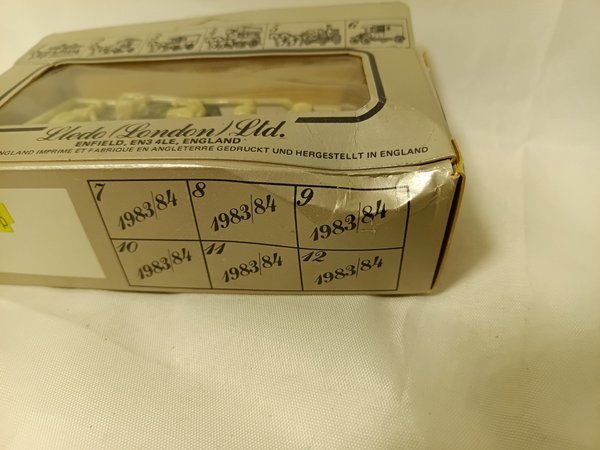 6
Lledo (London) Ltd.
ENFIELD, EN3 4LE, ENGLAND
NGLAND IMPRIME ET FABRIQUE EN ANGLETERRE GEDRUCKT UND HERGESTELLT IN ENGLAND
7 8 9
1983/84 1983/84 1983/84
10 11 12
1983/84 1983/84 1983/84